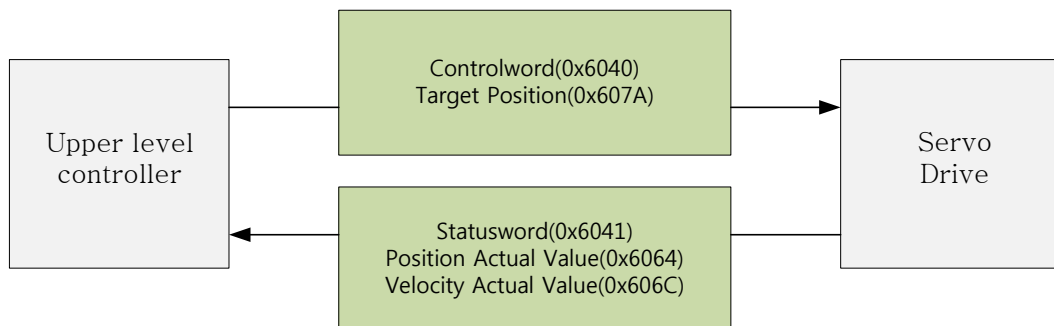 Upper level
controller
Controlword(0x6040)
Target Position(0x607A)
Statusword(0x6041)
Position Actual Value(0x6064)
Velocity Actual Value(0x606C)
Servo
Drive